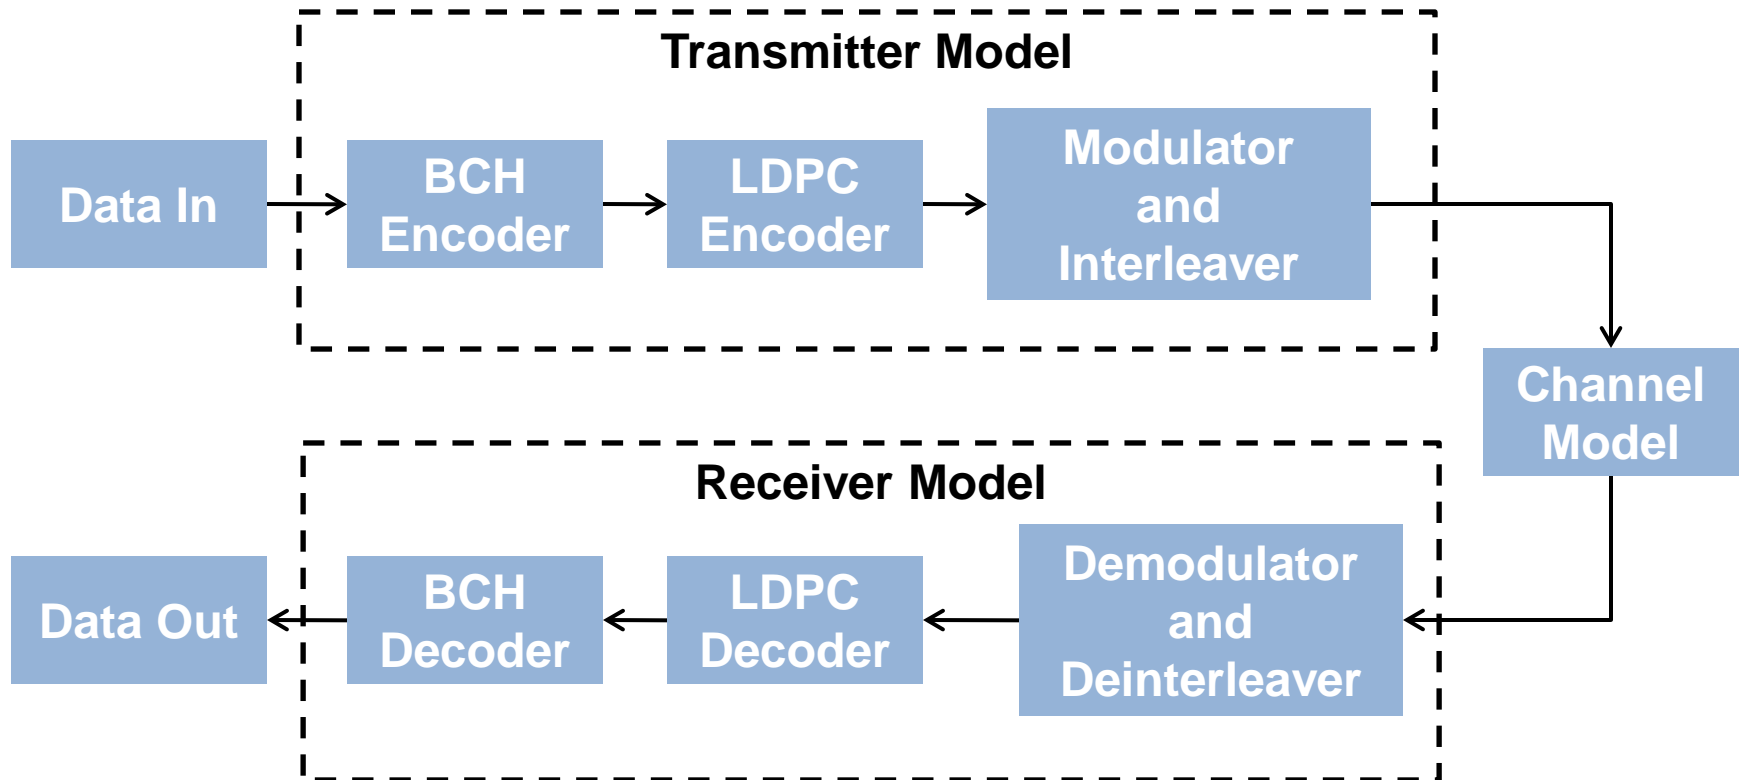 Transmitter Model
Data In
BCH
Encoder
LDPC
Encoder
Modulator
and
Interleaver
Channel
Model
Receiver Model
Demodulator
and
Deinterleaver
LDPC
Decoder
BCH
Decoder
Data Out